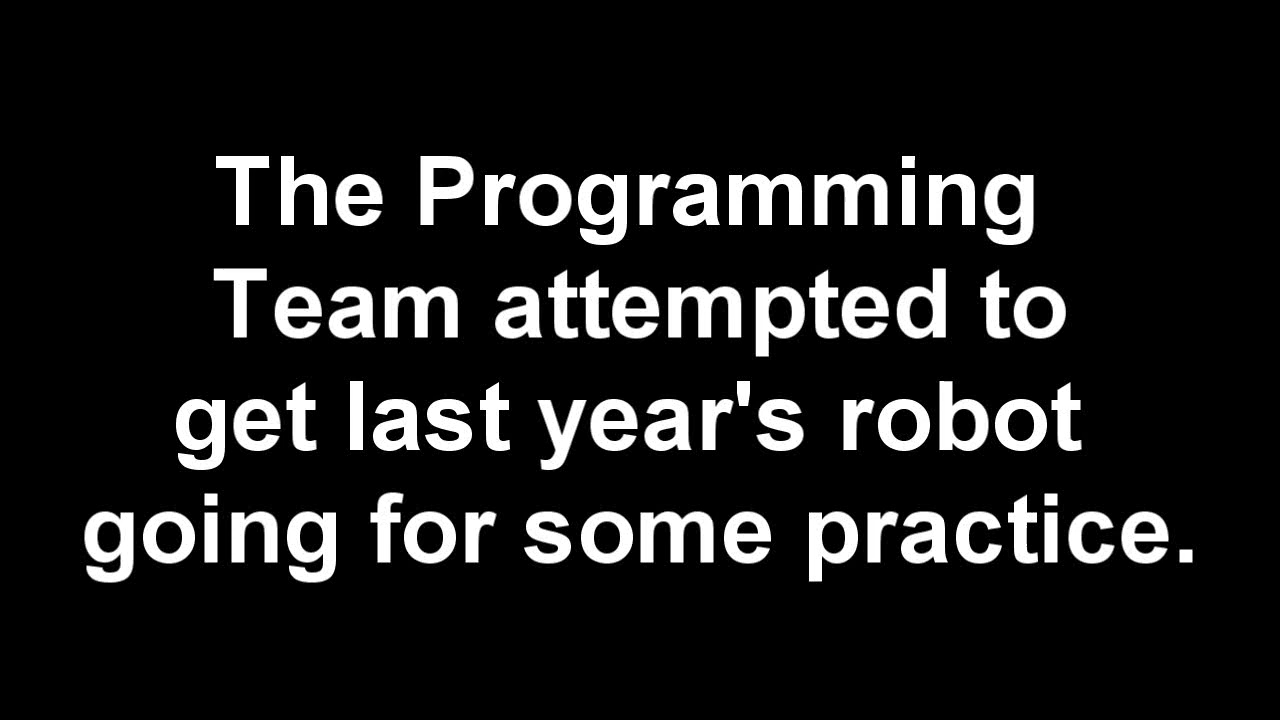 The Programming
Team attempted to
get last year's robot
going for some practice.